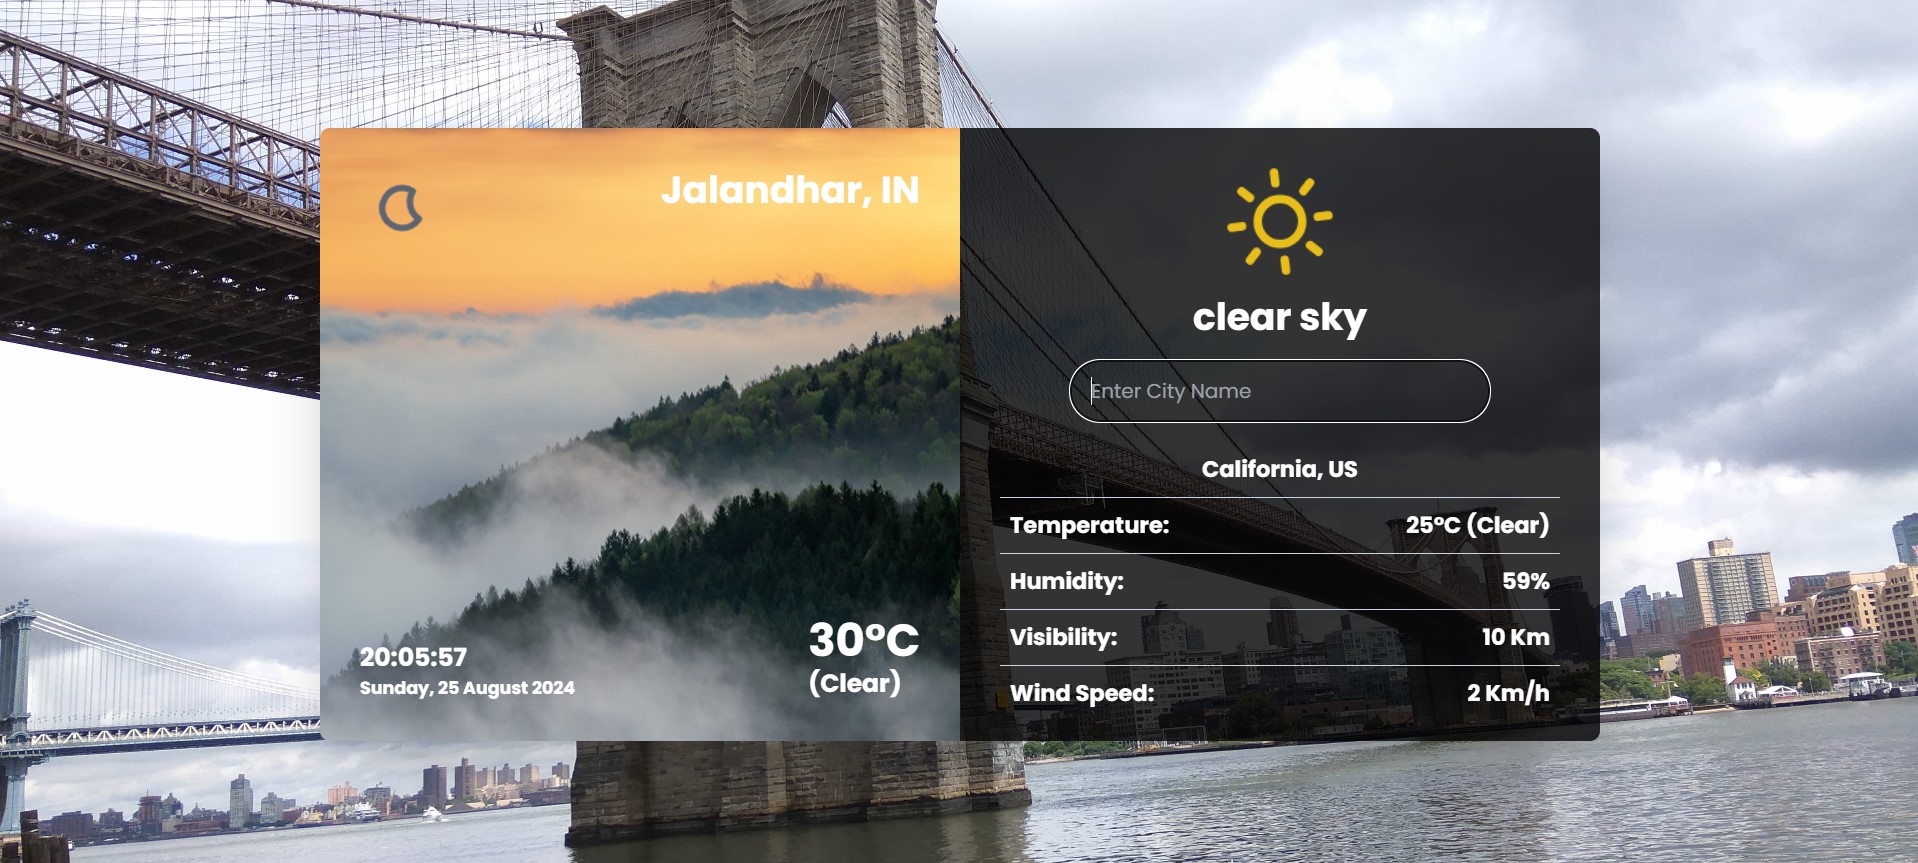 Jalandhar, IN
20:05:57
Sunday, 25 August 2024
30°C
(Clear)
clear sky
Enter City Name
California, US
Temperature: 25°C (Clear)
Humidity: 59%
Visibility: 10 Km
Wind Speed: 2 Km/h